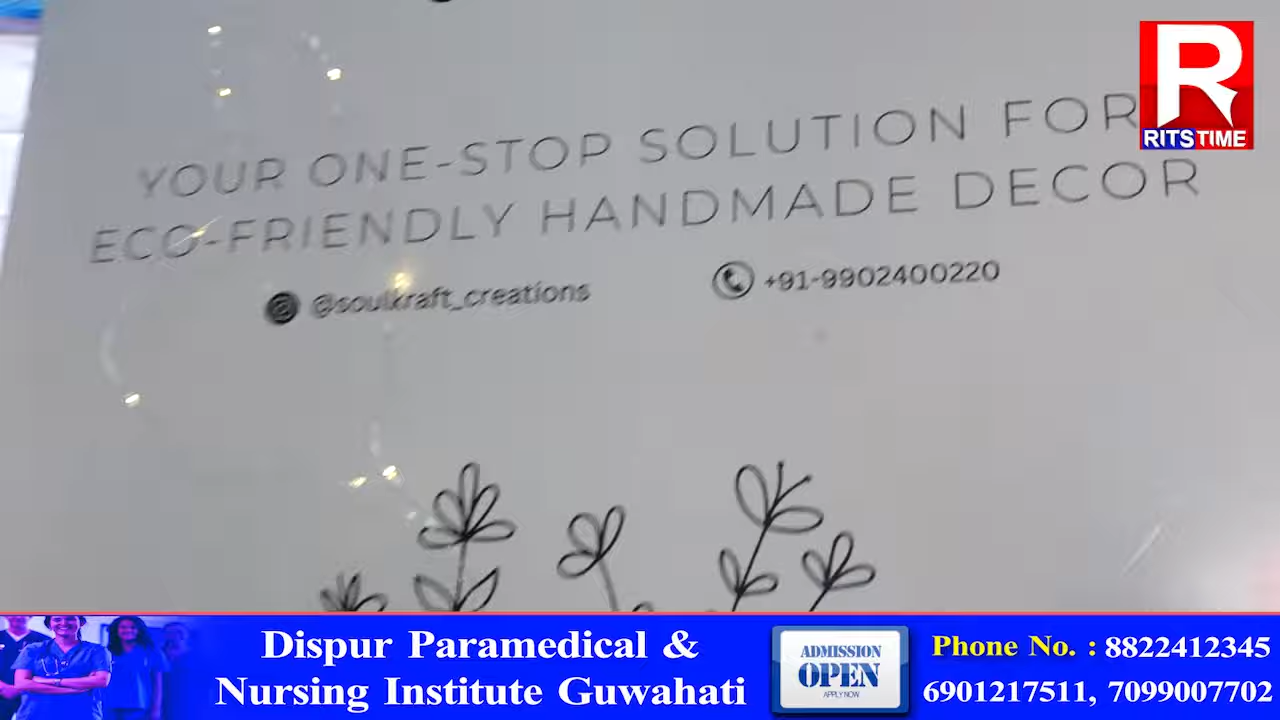 YOUR ONE-STOP SOLUTION FOR
ECO-FRIENDLY HANDMADE DECOR
@soulkraft_creations
+91-9902400220
R
RITSTIME
Dispur Paramedical &
Nursing Institute Guwahati
ADMISSION
OPEN
APPLY NOW
Phone No. : 8822412345
6901217511, 7099007702